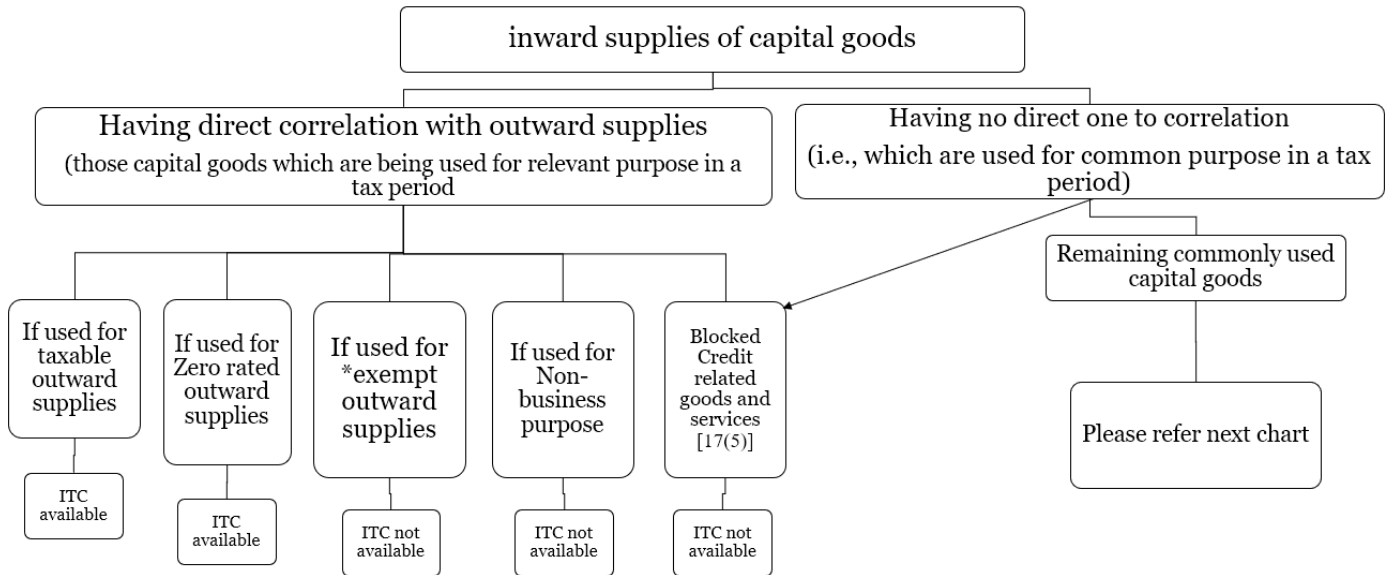 inward supplies of capital goods
Having direct correlation with outward supplies
(those capital goods which are being used for relevant purpose in a
tax period
Having no direct one to correlation
(i.e., which are used for common purpose in a tax
period)
If used for
taxable
outward
supplies
If used for
Zero rated
outward
supplies
If used for
*exempt
outward
supplies
If used for
Non-
business
purpose
Blocked
Credit
related
goods and
services
[17(5)]
Remaining commonly used
capital goods
Please refer next chart
ITC
available
ITC
available
ITC not
available
ITC not
available
ITC not
available